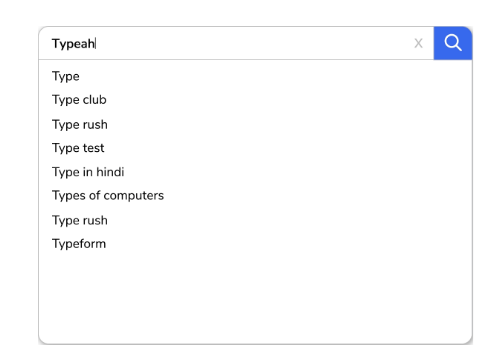 Typeah X
Type
Type club
Type rush
Type test
Type in hindi
Types of computers
Type rush
Typeform